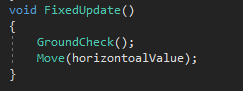 void FixedUpdate()
{
GroundCheck();
Move(horizontoalValue);
}